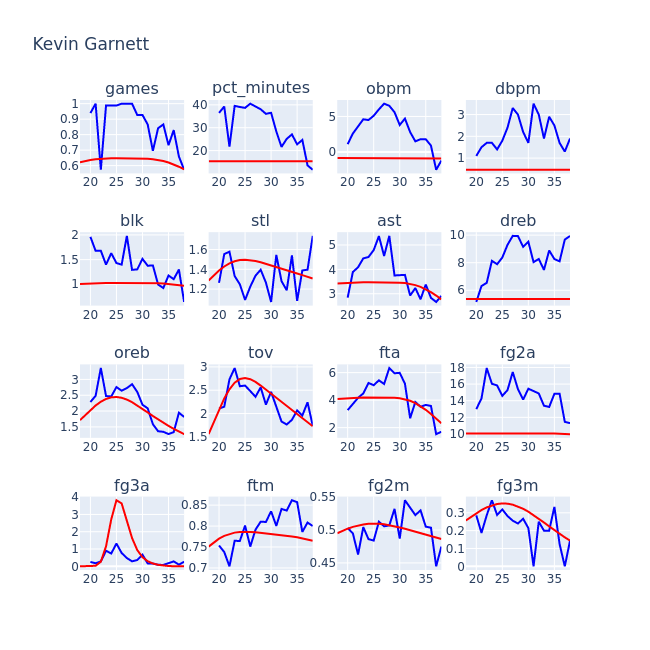 Kevin Garnett
games pct_minutes obpm dbpm
1 0.9 0.8 0.7 0.6 40 30 20 5 0 3 2 1
20 25 30 35 20 25 30 35 20 25 30 35 20 25 30 35
blk stl ast dreb
2 1.5 1 1.6 1.4 1.2 5 4 3 10 8 6
20 25 30 35 20 25 30 35 20 25 30 35 20 25 30 35
oreb tov fta fg2a
3 2.5 2 1.5 3 2.5 2 1.5 6 4 2 18 16 14 12 10
20 25 30 35 20 25 30 35 20 25 30 35 20 25 30 35
fg3a ftm fg2m fg3m
4 3 2 1 0 0.85 0.8 0.75 0.7 0.55 0.5 0.45 0.3 0.2 0.1 0
20 25 30 35 20 25 30 35 20 25 30 35 20 25 30 35